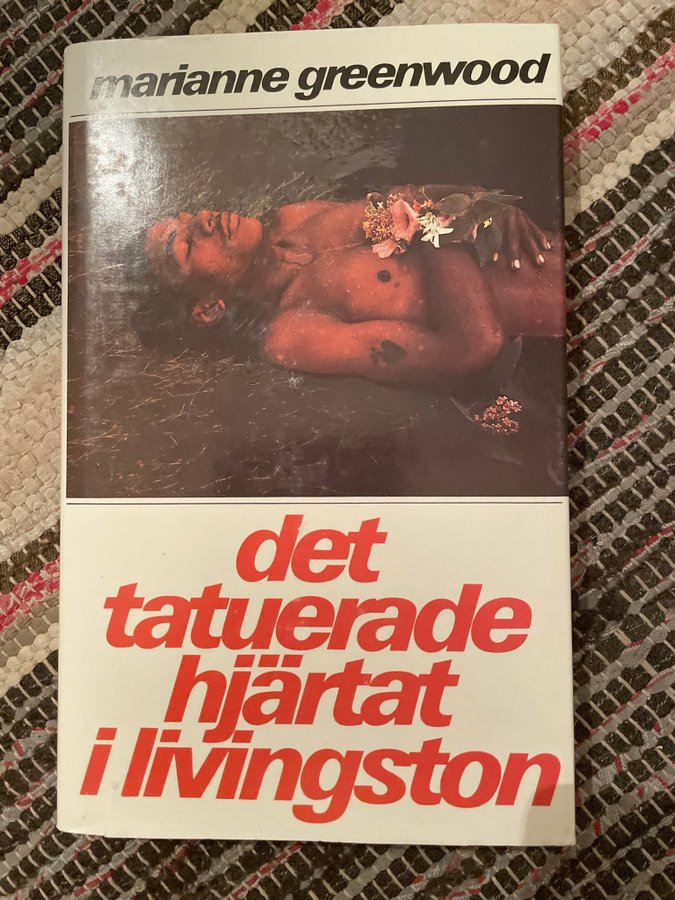 marianne greenwood
det
tatuerade
hjärtat
i livingston